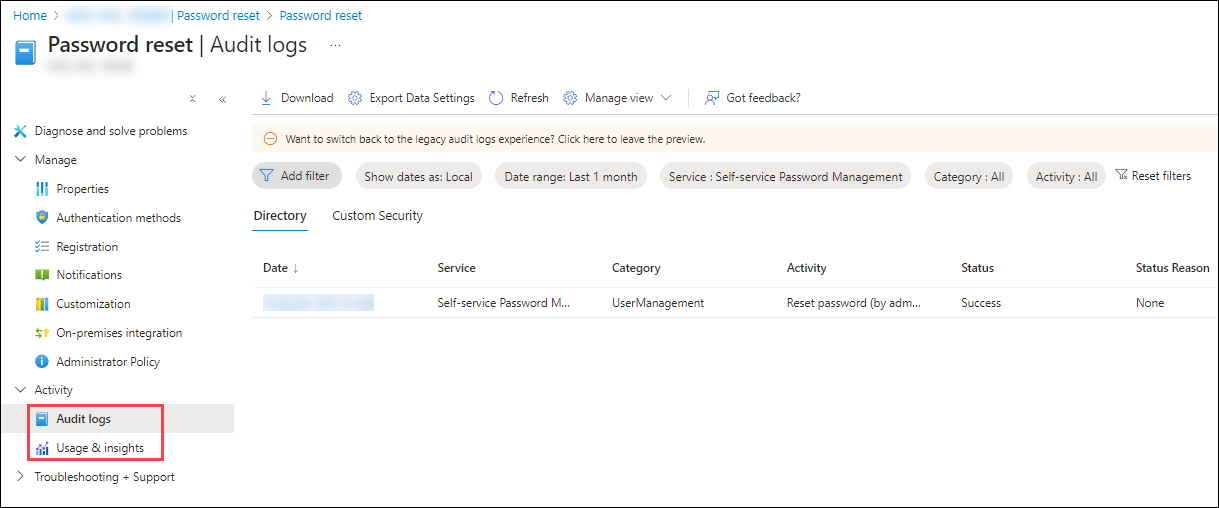 Home > | Password reset > Password reset
Password reset | Audit logs ...
Download Export Data Settings Refresh Manage view Got feedback?
Diagnose and solve problems
Manage
Properties
Authentication methods
Registration
Notifications
Customization
On-premises integration
Administrator Policy
Activity
Audit logs
Usage & insights
Troubleshooting + Support
Want to switch back to the legacy audit logs experience? Click here to leave the preview.
Add filter Show dates as: Local Date range: Last 1 month Service : Self-service Password Management Category : All Activity : All Reset filters
Directory Custom Security
Date ↓ Service Category Activity Status Status Reason
Self-service Password M... UserManagement Reset password (by adm... Success None